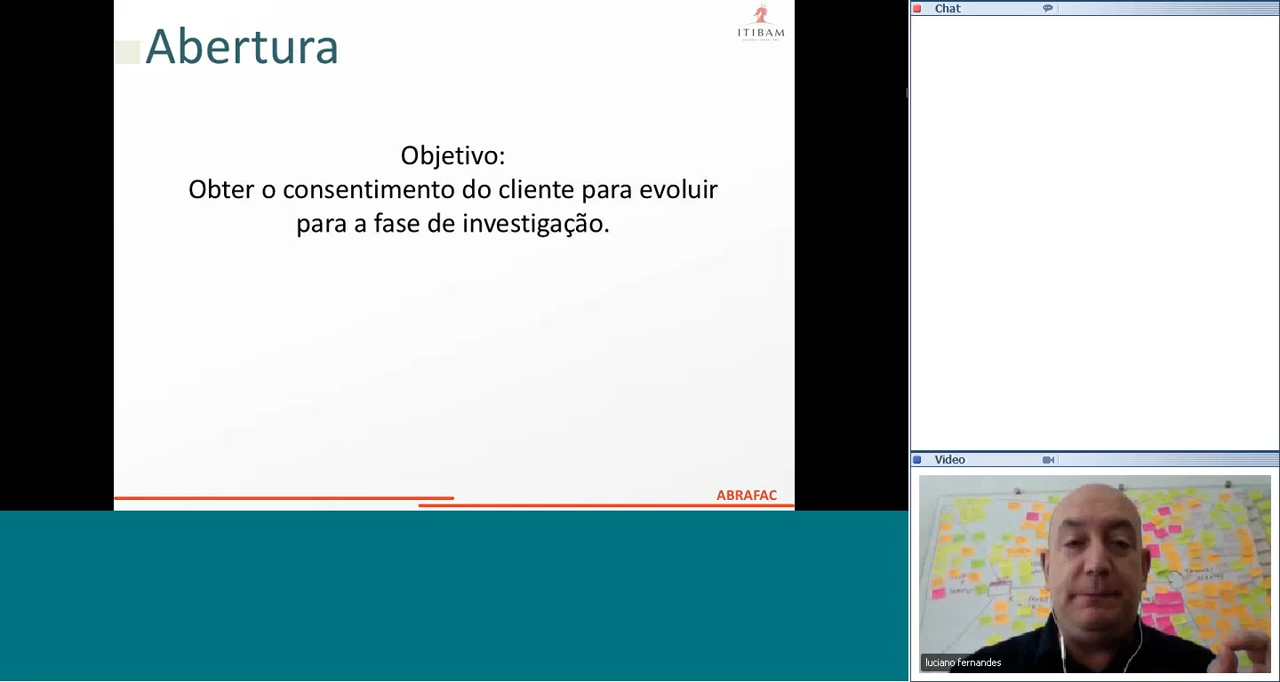 Abertura
ITIBAM
Objetivo:
Obter o consentimento do cliente para evoluir
para a fase de investigação.
ABRAFAC
Chat
Video
luciano fernandes